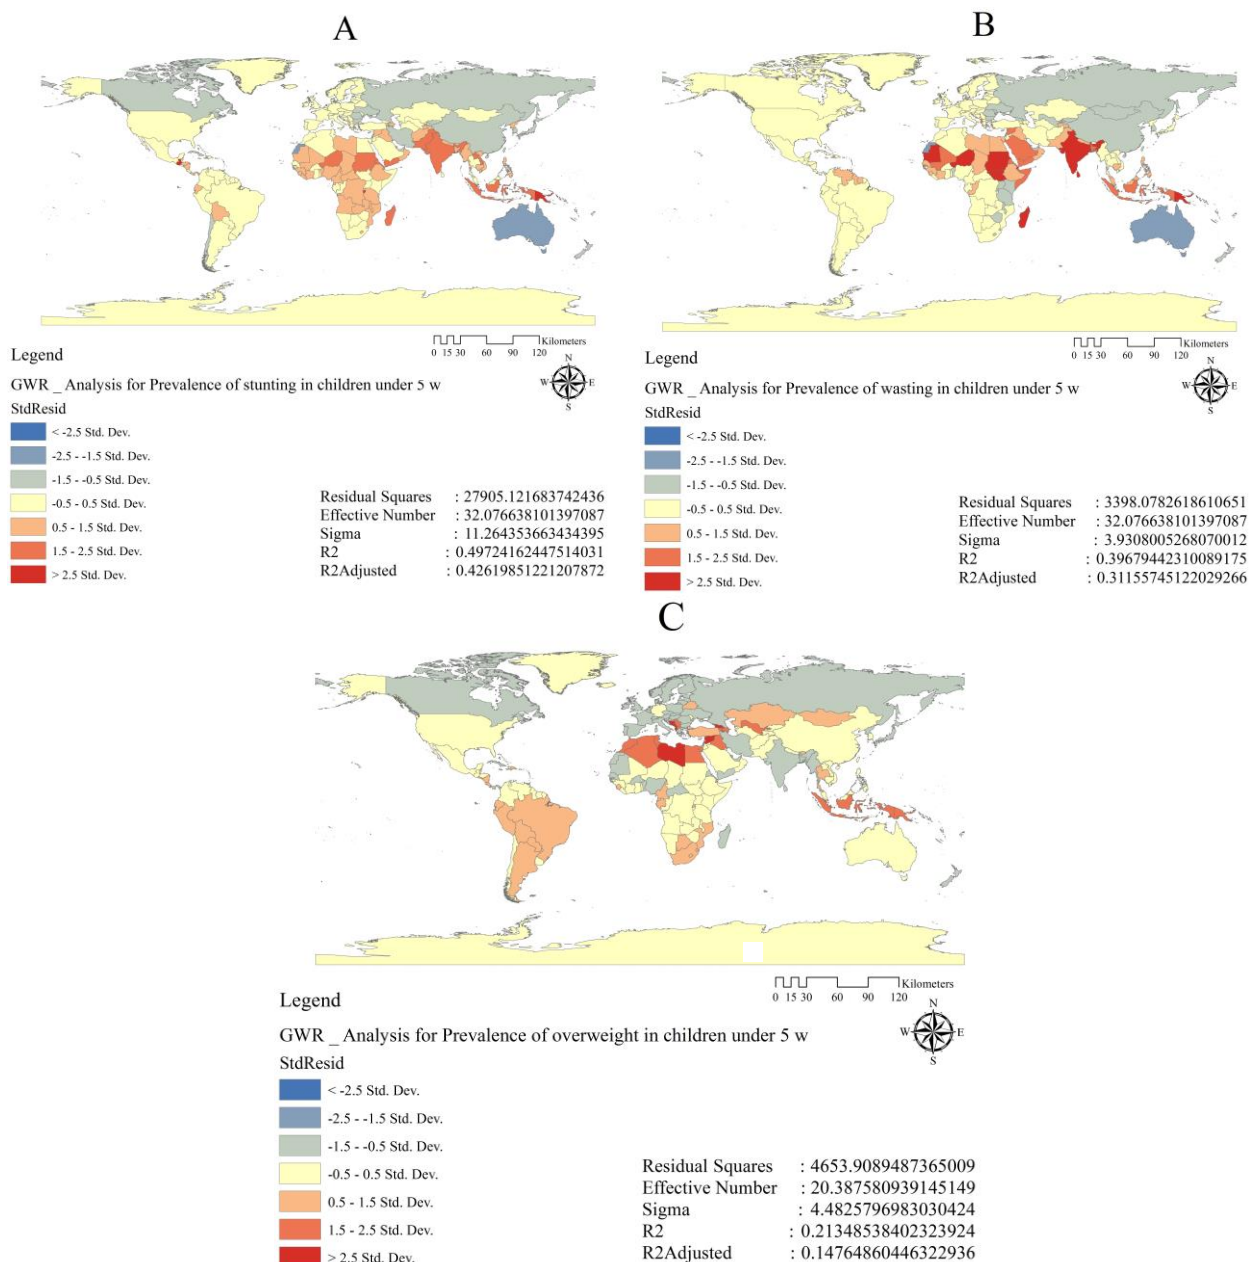 A
Kilometers
0 15 30 60 90 120
N
W E
S
Legend
GWR _ Analysis for Prevalence of stunting in children under 5 w
StdResid
< -2.5 Std. Dev.
-2.5 - -1.5 Std. Dev.
-1.5 - -0.5 Std. Dev.
-0.5 - 0.5 Std. Dev.
0.5 - 1.5 Std. Dev.
1.5 - 2.5 Std. Dev.
> 2.5 Std. Dev.
Residual Squares : 27905.121683742436
Effective Number : 32.076638101397087
Sigma : 11.264353663434395
R2 : 0.49724162447514031
R2Adjusted : 0.42619851221207872
B
Kilometers
0 15 30 60 90 120
N
W E
S
Legend
GWR _ Analysis for Prevalence of wasting in children under 5 w
StdResid
< -2.5 Std. Dev.
-2.5 - -1.5 Std. Dev.
-1.5 - -0.5 Std. Dev.
-0.5 - 0.5 Std. Dev.
0.5 - 1.5 Std. Dev.
1.5 - 2.5 Std. Dev.
> 2.5 Std. Dev.
Residual Squares : 3398.0782618610651
Effective Number : 32.076638101397087
Sigma : 3.9308005268070012
R2 : 0.39679442310089175
R2Adjusted : 0.31155745122029266
C
Kilometers
0 15 30 60 90 120
N
W E
S
Legend
GWR _ Analysis for Prevalence of overweight in children under 5 w
StdResid
< -2.5 Std. Dev.
-2.5 - -1.5 Std. Dev.
-1.5 - -0.5 Std. Dev.
-0.5 - 0.5 Std. Dev.
0.5 - 1.5 Std. Dev.
1.5 - 2.5 Std. Dev.
> 2.5 Std. Dev.
Residual Squares : 4653.9089487365009
Effective Number : 20.387580939145149
Sigma : 4.4825796983030424
R2 : 0.21348538402323924
R2Adjusted : 0.14764860446322936